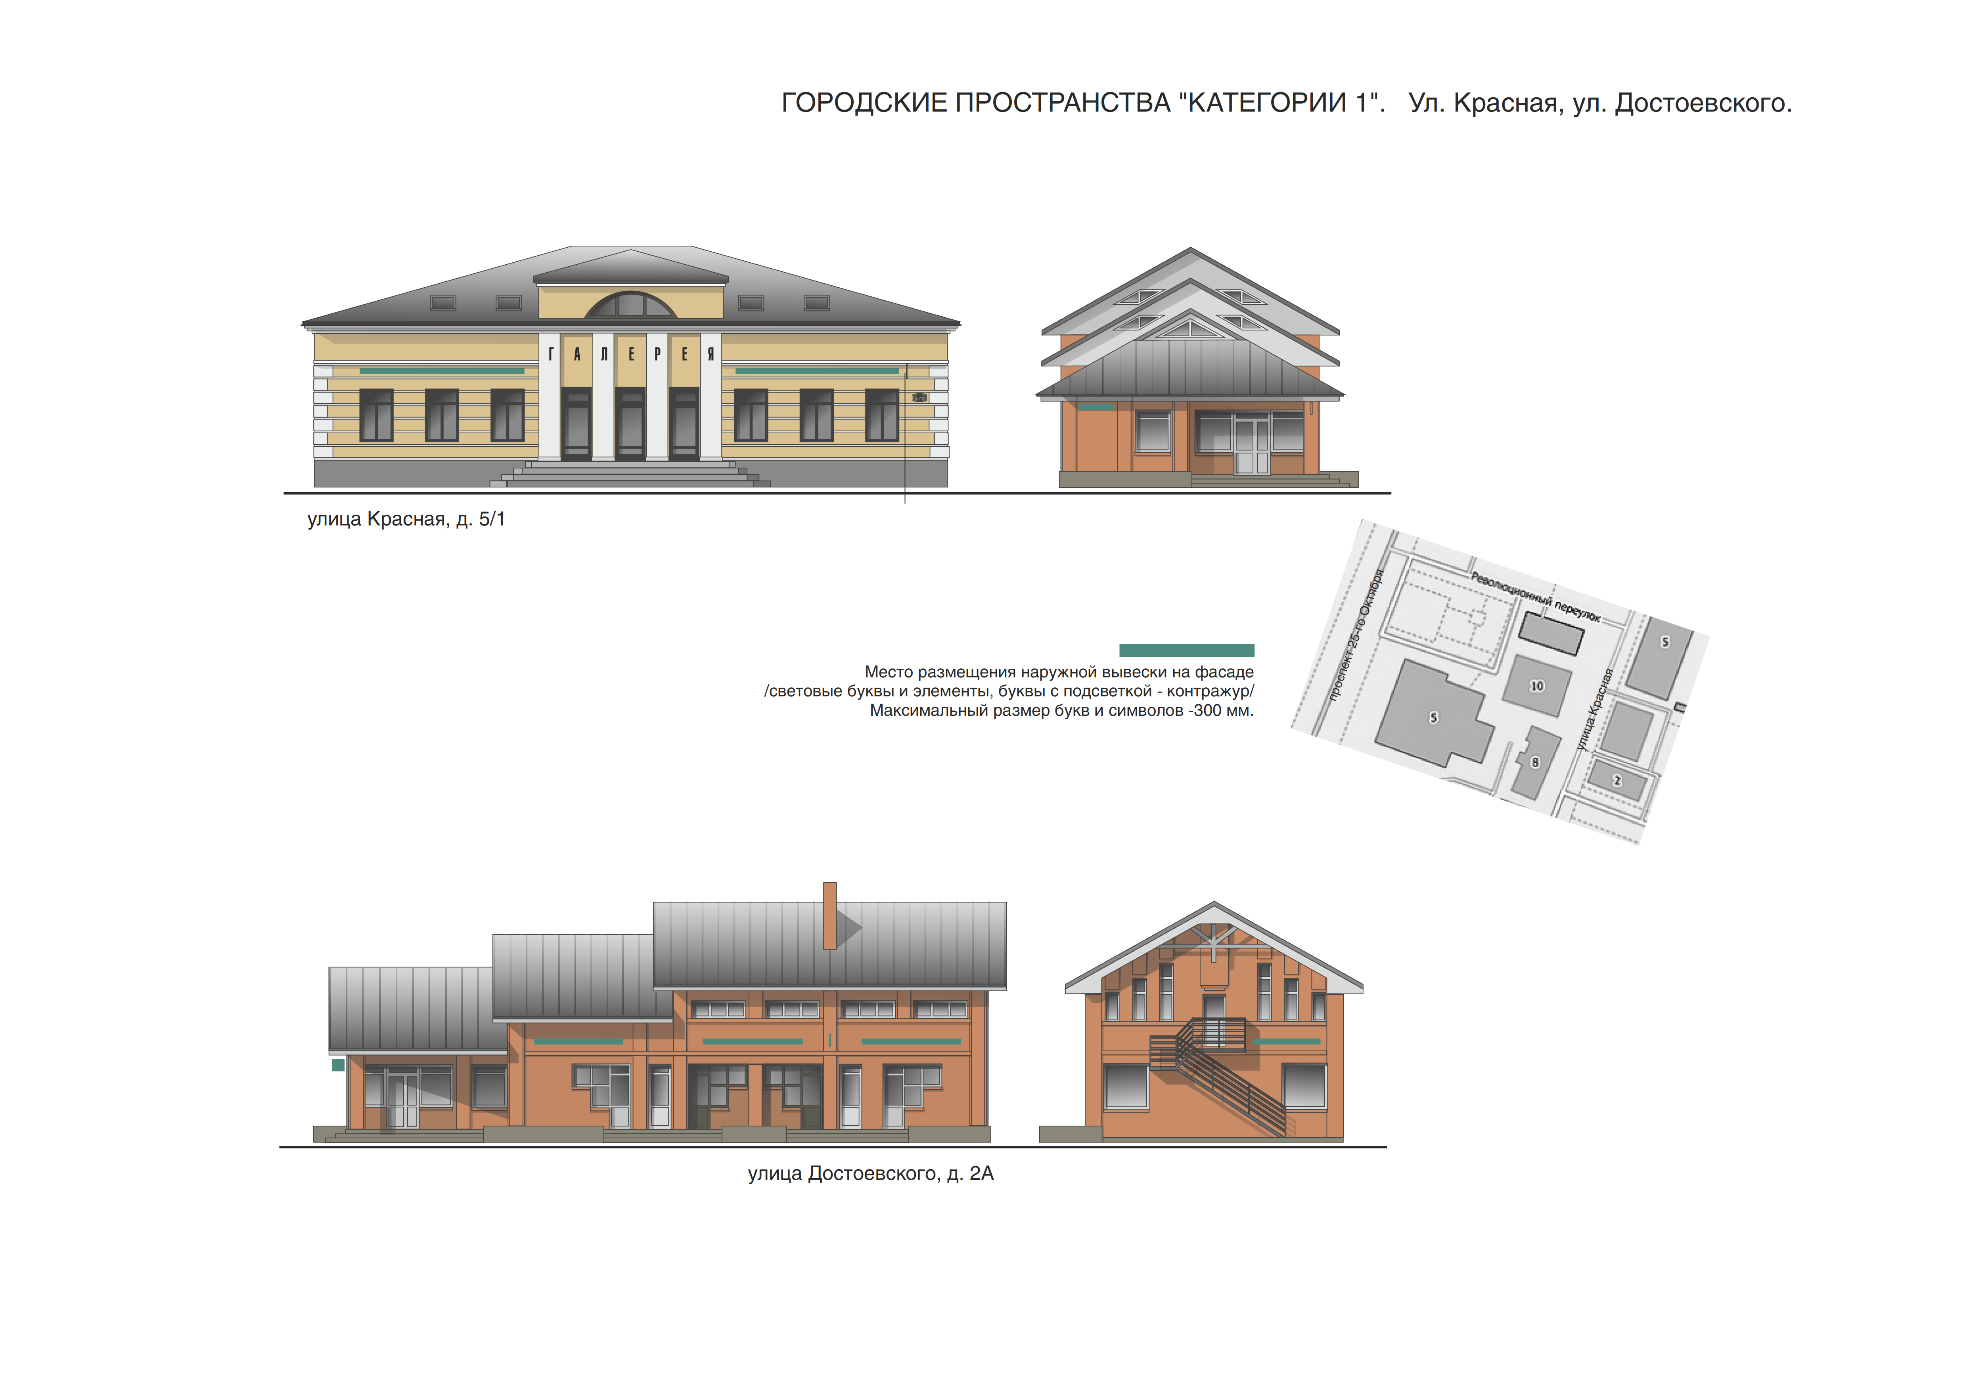 ГОРОДСКИЕ ПРОСТРАНСТВА "КАТЕГОРИИ 1". Ул. Красная, ул. Достоевского.
ГАЛЕРЕЯ
улица Красная, д. 5/1
Место размещения наружной вывески на фасаде
/световые буквы и элементы, буквы с подсветкой - контражур/
Максимальный размер букв и символов -300 мм.
проспект 25-го Октября
Революционный переулок
улица Красная
5
10
5
8
2
улица Достоевского, д. 2А